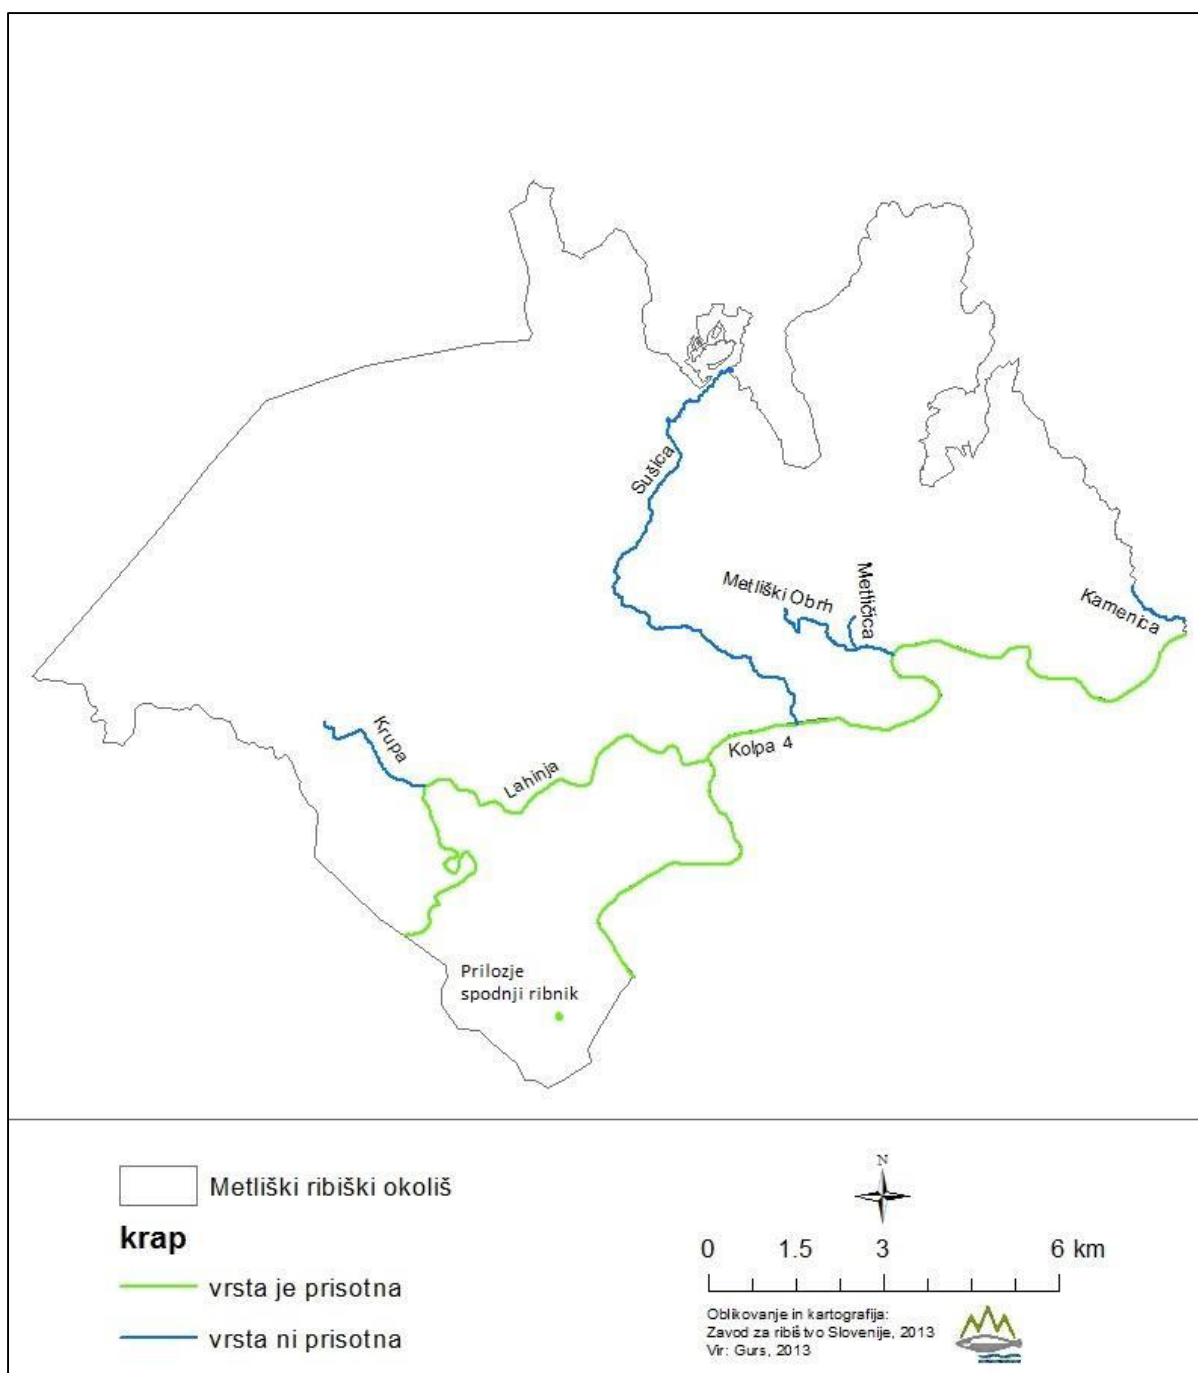 Sušica
Metliški Obrh
Metličica
Kamenica
Krupa
Lahinja
Kolpa 4
Prilozje
spodnji ribnik
Metliški ribiški okoliš
krap
vrsta je prisotna
vrsta ni prisotna
N
0 1.5 3 6 km
Oblikovanje in kartografija:
Zavod za ribištvo Slovenije, 2013
Vir: Gurs, 2013